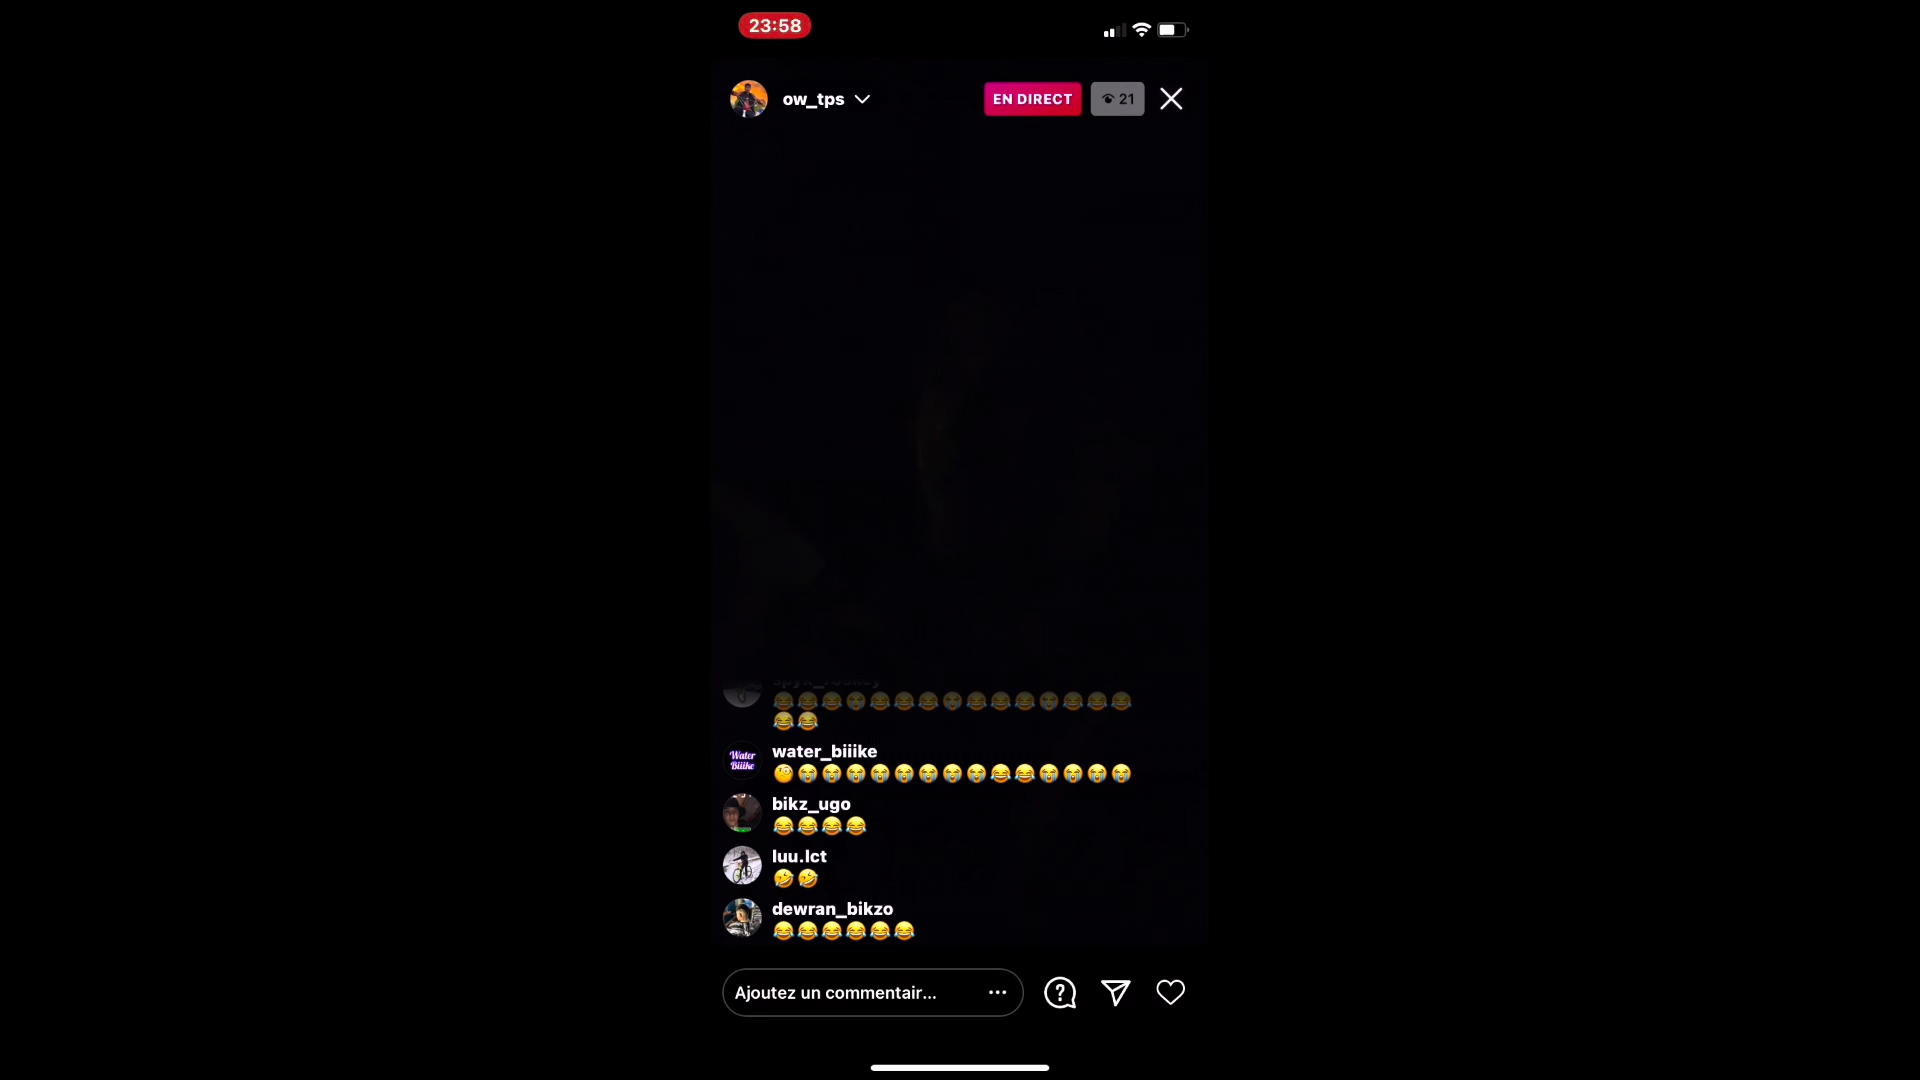 23:58
ow_tps
EN DIRECT
21
water_biiike
Water
Biiike
bikz_ugo
luu.lct
dewran_bikzo
Ajoutez un commentair...